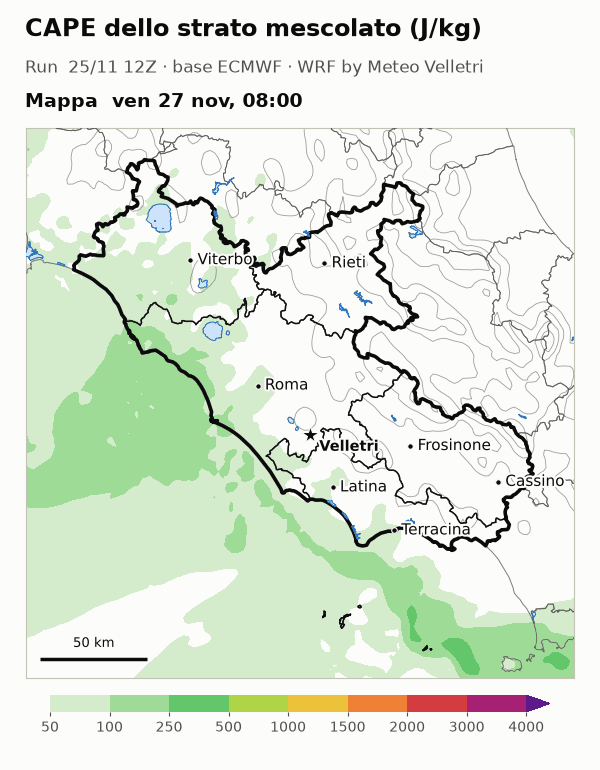 CAPE dello strato mescolato (J/kg)
Run  25/11 12Z · base ECMWF · WRF by Meteo Velletri
Mappa  ven 27 nov, 08:00
Viterbo
Rieti
Roma
Velletri
Frosinone
Cassino
Latina
Terracina
50 km
50 100 250 500 1000 1500 2000 3000 4000